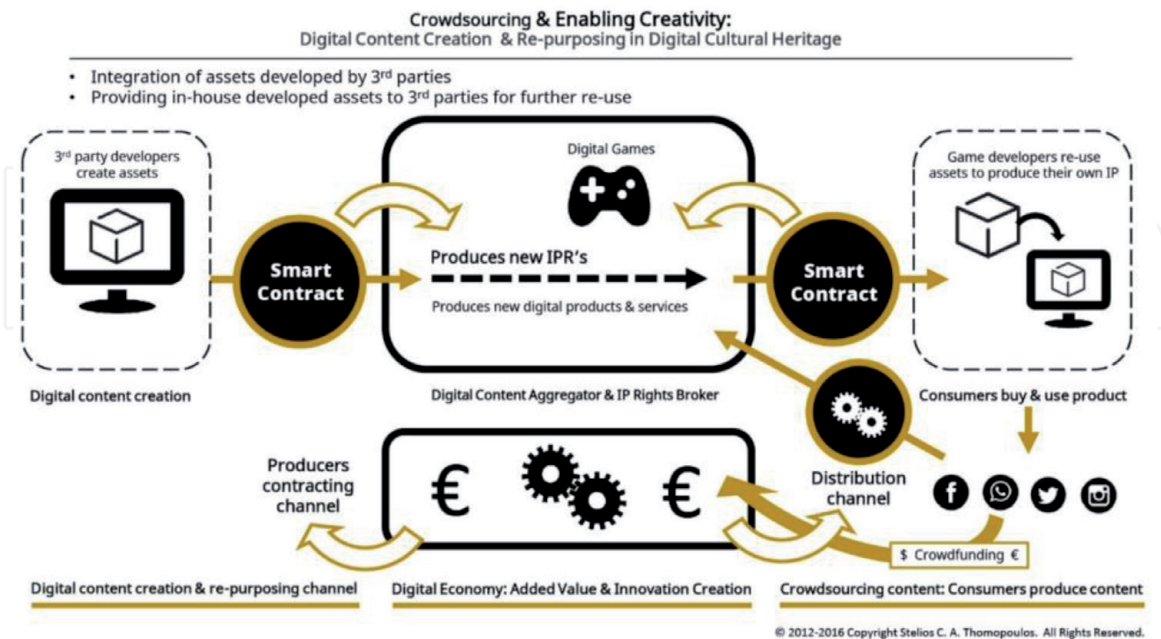 Crowdsourcing & Enabling Creativity:
Digital Content Creation & Re-purposing in Digital Cultural Heritage
• Integration of assets developed by 3rd parties
• Providing in-house developed assets to 3rd parties for further re-use
3rd party developers
create assets
Smart
Contract
Digital content creation
Digital Games
Produces new IPR's
Produces new digital products & services
Digital Content Aggregator & IP Rights Broker
Smart
Contract
Game developers re-use
assets to produce their own IP
Consumers buy & use product
Producers
contracting
channel
€ €
Distribution
channel
$ Crowdfunding €
Digital content creation & re-purposing channel
Digital Economy: Added Value & Innovation Creation
Crowdsourcing content: Consumers produce content
© 2012-2016 Copyright Stelios C. A. Thomopoulos. All Rights Reserved.